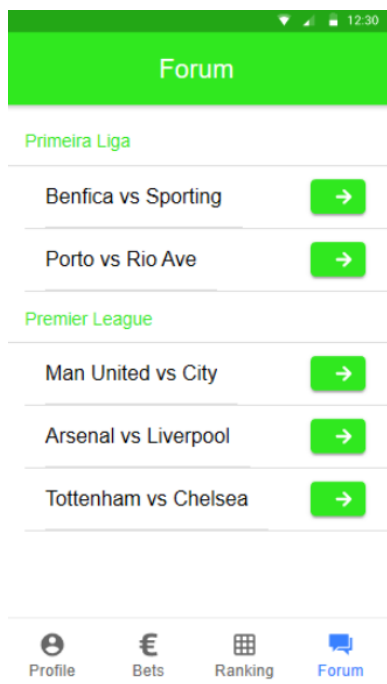 12:30
Forum
Primeira Liga
Benfica vs Sporting
Porto vs Rio Ave
Premier League
Man United vs City
Arsenal vs Liverpool
Tottenham vs Chelsea
Profile Bets Ranking Forum